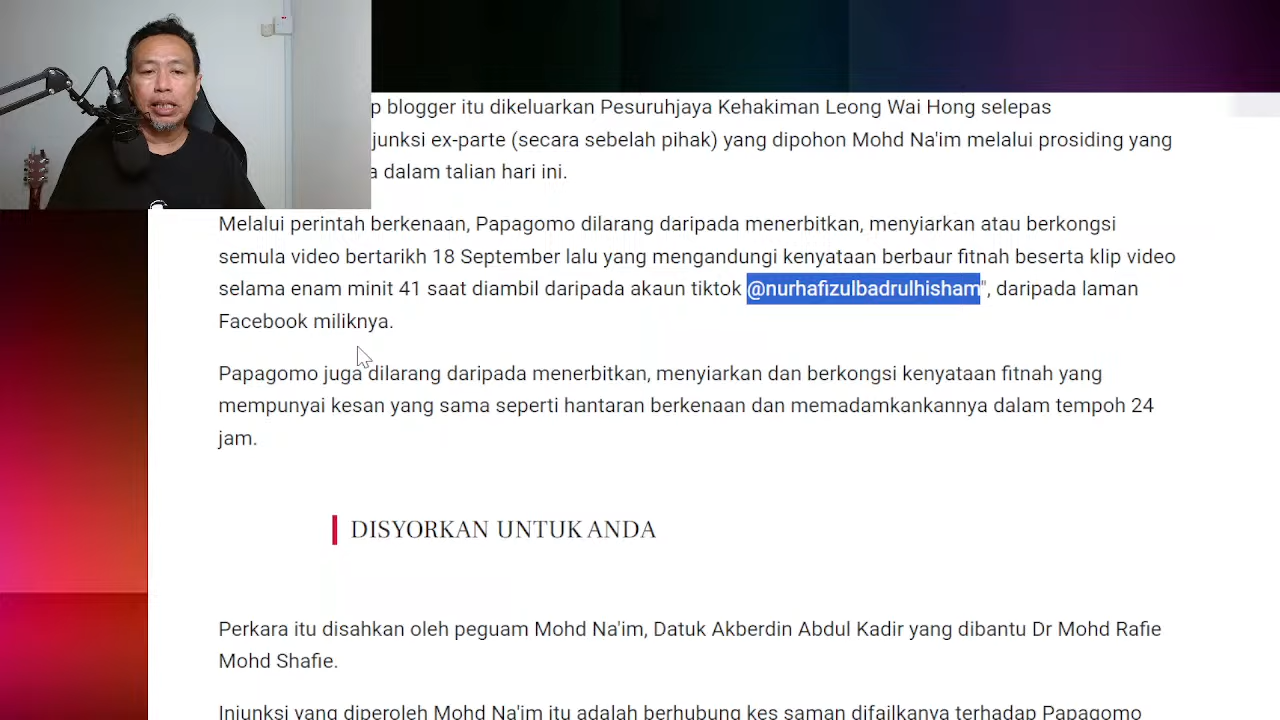 p blogger itu dikeluarkan Pesuruhjaya Kehakiman Leong Wai Hong selepas
junksi ex-parte (secara sebelah pihak) yang dipohon Mohd Na'im melalui prosiding yang
a dalam talian hari ini.
Melalui perintah berkenaan, Papagomo dilarang daripada menerbitkan, menyiarkan atau berkongsi
semula video bertarikh 18 September lalu yang mengandungi kenyataan berbaur fitnah beserta klip video
selama enam minit 41 saat diambil daripada akaun tiktok @nurhafizulbadrulhisham", daripada laman
Facebook miliknya.
Papagomo juga dilarang daripada menerbitkan, menyiarkan dan berkongsi kenyataan fitnah yang
mempunyai kesan yang sama seperti hantaran berkenaan dan memadamkankannya dalam tempoh 24
jam.
DISYORKAN UNTUK ANDA
Perkara itu disahkan oleh peguam Mohd Na'im, Datuk Akberdin Abdul Kadir yang dibantu Dr Mohd Rafie
Mohd Shafie.
Injunksi yang diperoleh Mohd Na'im itu adalah berhubung kes saman difailkanya terhadap Papagomo